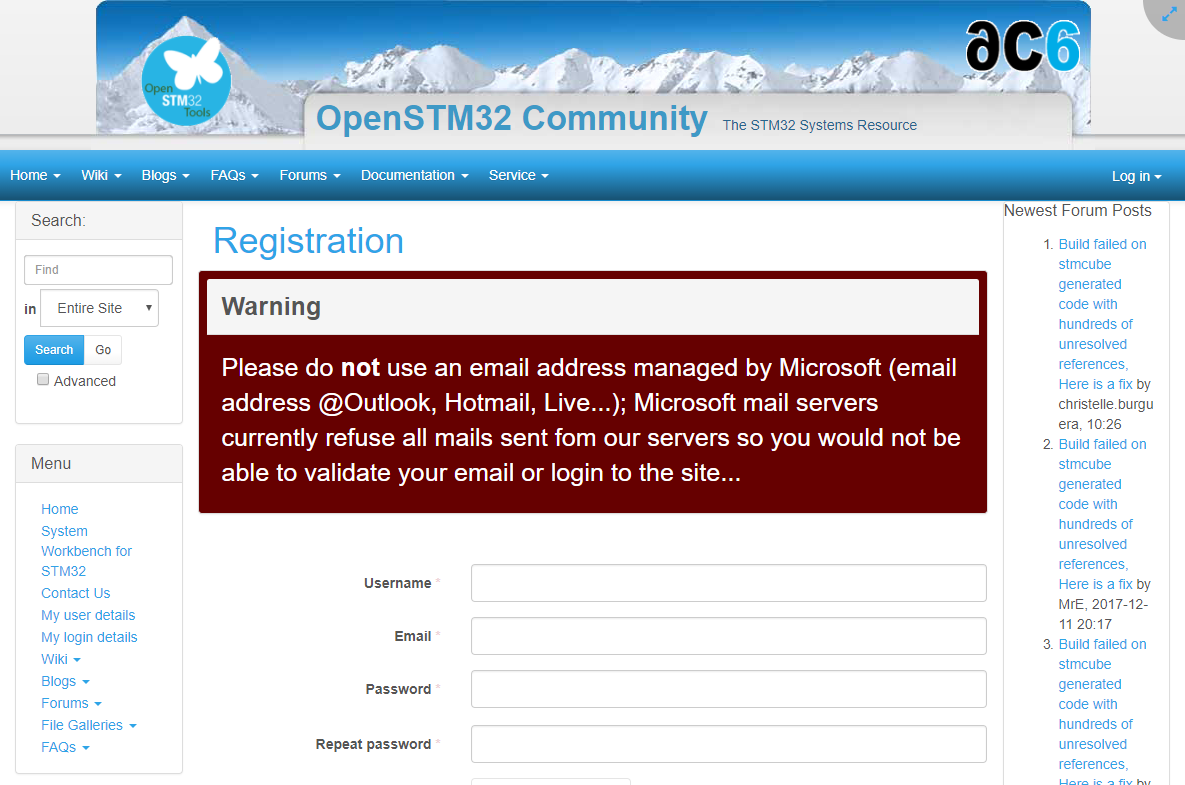 Open
STM32
Tools
ac6
OpenSTM32 Community The STM32 Systems Resource
Home Wiki Blogs FAQs Forums Documentation Service Log in
Search:
Find
in Entire Site
Search Go
Advanced
Menu
Home
System
Workbench for
STM32
Contact Us
My user details
My login details
Wiki
Blogs
Forums
File Galleries
FAQs
Registration
Warning
Please do not use an email address managed by Microsoft (email
address @Outlook, Hotmail, Live...); Microsoft mail servers
currently refuse all mails sent fom our servers so you would not be
able to validate your email or login to the site...
Username *
Email *
Password *
Repeat password *
Newest Forum Posts
1. Build failed on
stmcube
generated
code with
hundreds of
unresolved
references,
Here is a fix by
christelle.burgu
era, 10:26
2. Build failed on
stmcube
generated
code with
hundreds of
unresolved
references,
Here is a fix by
MrE, 2017-12-
11 20:17
3. Build failed on
stmcube
generated
code with
hundreds of
unresolved
references,
Here is a fix by